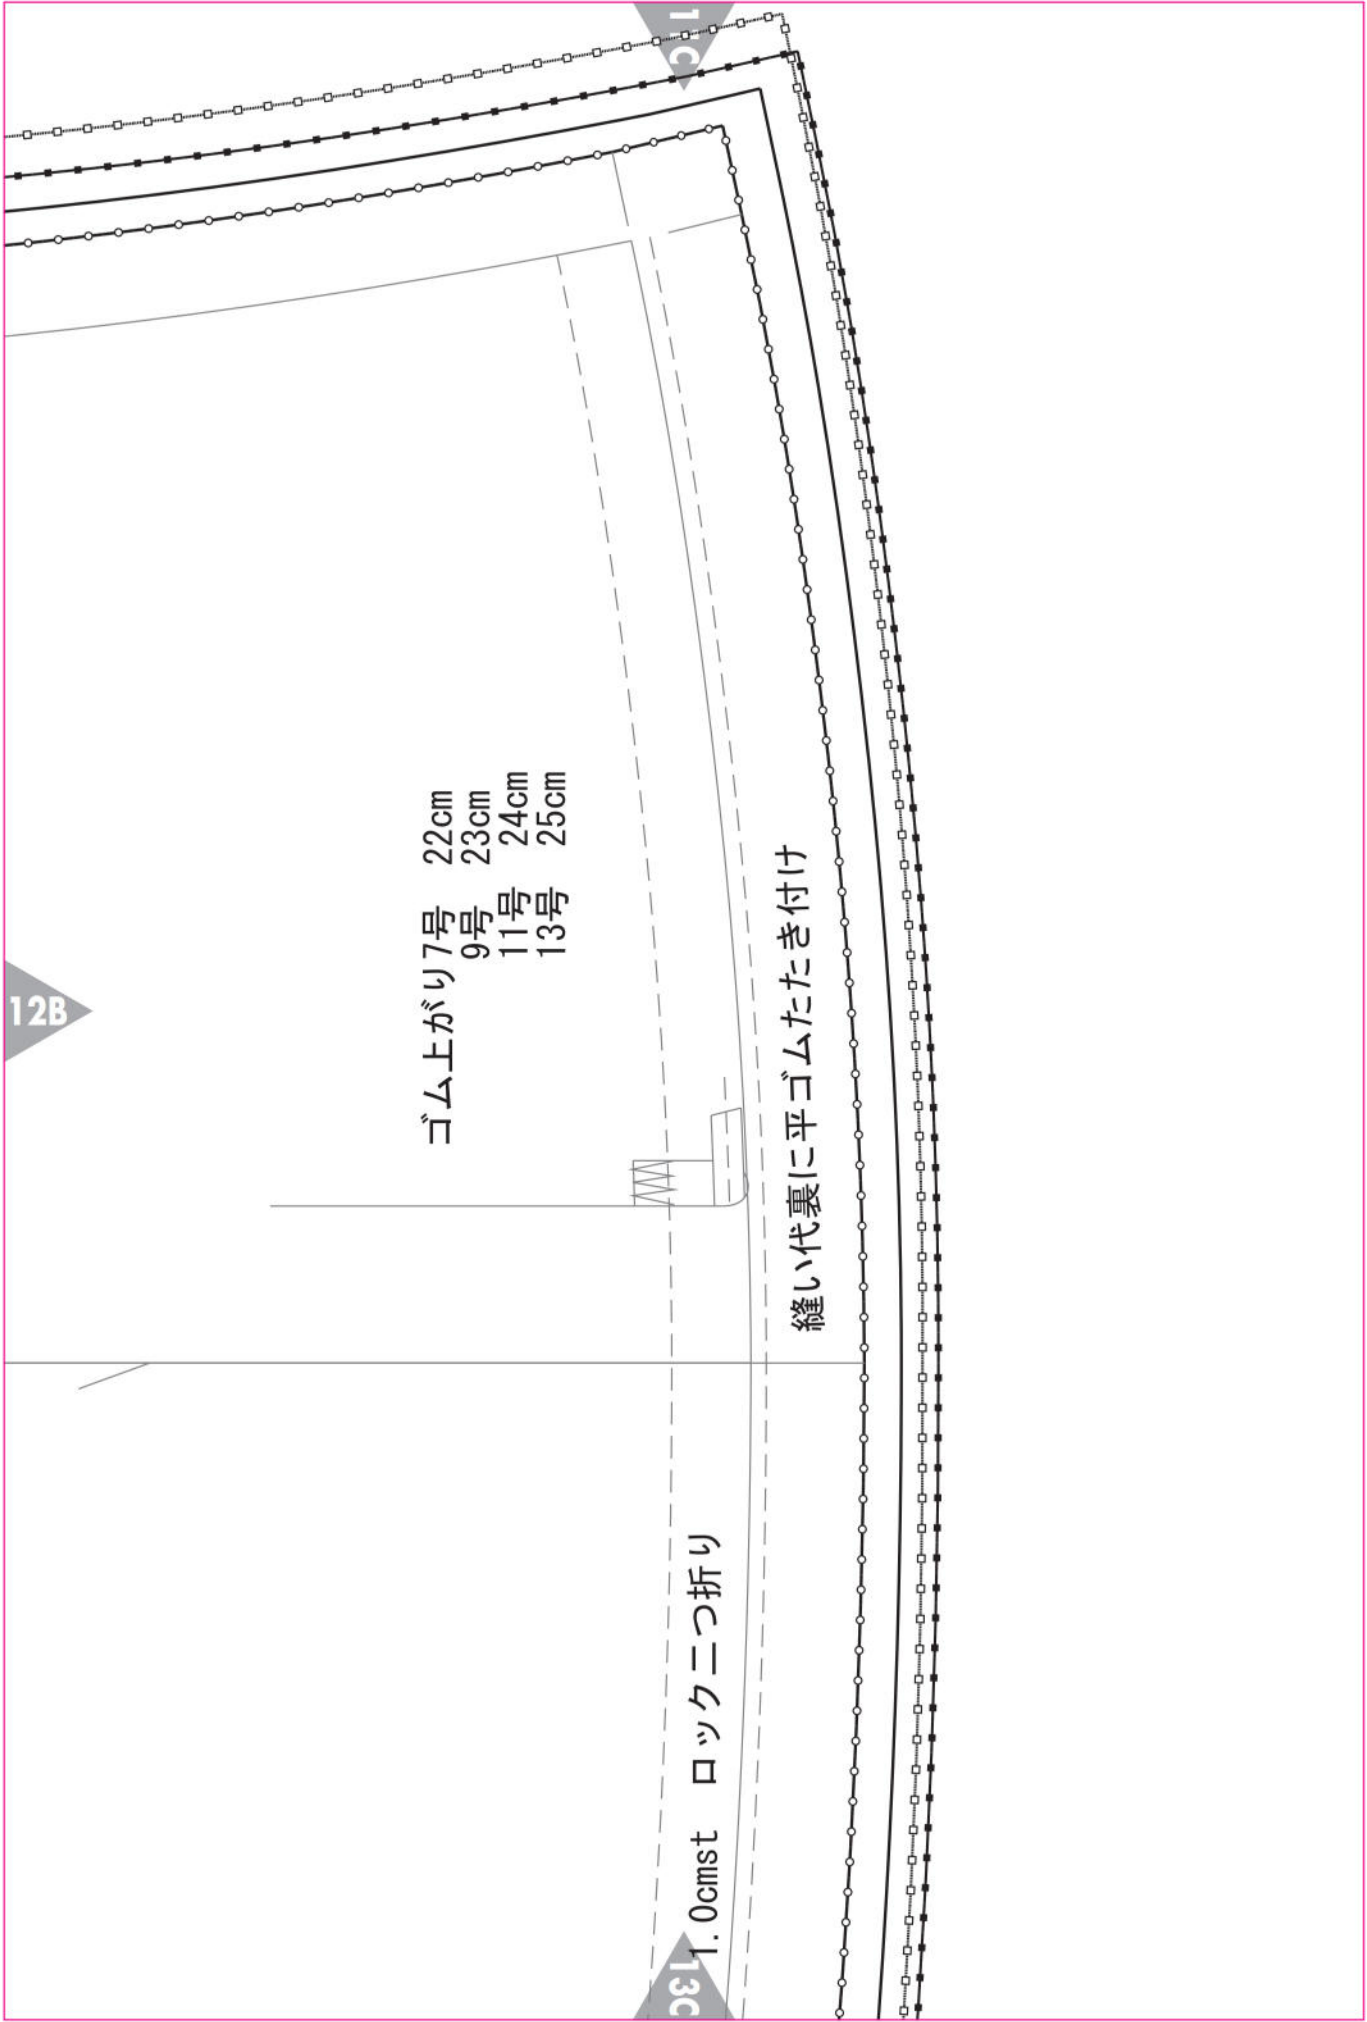 ゴム上がり7号 22cm
9号 23cm
11号 24cm
13号 25cm
縫い代裏に平ゴムたたき付け
1.0cmst ロック二つ折り
12B
13C